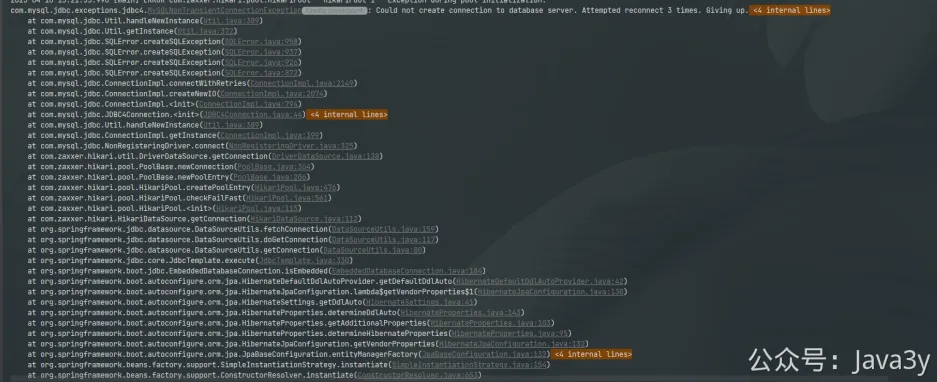 ERROR com.zaxxer.hikari.pool.HikariPool - HikariPool-1 - Exception during pool initialization.
com.mysql.jdbc.exceptions.jdbc4.MySQLNonTransientConnectionException: Could not create connection to database server. Attempted reconnect 3 times. Giving up. <4 internal lines>
at com.mysql.jdbc.Util.handleNewInstance(Util.java:389)
at com.mysql.jdbc.Util.getInstance(Util.java:372)
at com.mysql.jdbc.SQLError.createSQLException(SQLError.java:958)
at com.mysql.jdbc.SQLError.createSQLException(SQLError.java:937)
at com.mysql.jdbc.SQLError.createSQLException(SQLError.java:926)
at com.mysql.jdbc.SQLError.createSQLException(SQLError.java:872)
at com.mysql.jdbc.ConnectionImpl.connectWithRetries(ConnectionImpl.java:2149)
at com.mysql.jdbc.ConnectionImpl.createNewIO(ConnectionImpl.java:2074)
at com.mysql.jdbc.ConnectionImpl.<init>(ConnectionImpl.java:794)
at com.mysql.jdbc.JDBC4Connection.<init>(JDBC4Connection.java:44) <4 internal lines>
at com.mysql.jdbc.Util.handleNewInstance(Util.java:389)
at com.mysql.jdbc.ConnectionImpl.getInstance(ConnectionImpl.java:399)
at com.mysql.jdbc.NonRegisteringDriver.connect(NonRegisteringDriver.java:325)
at com.zaxxer.hikari.util.DriverDataSource.getConnection(DriverDataSource.java:138)
at com.zaxxer.hikari.pool.PoolBase.newConnection(PoolBase.java:364)
at com.zaxxer.hikari.pool.PoolBase.newPoolEntry(PoolBase.java:206)
at com.zaxxer.hikari.pool.HikariPool.createPoolEntry(HikariPool.java:476)
at com.zaxxer.hikari.pool.HikariPool.checkFailFast(HikariPool.java:561)
at com.zaxxer.hikari.pool.HikariPool.<init>(HikariPool.java:115)
at com.zaxxer.hikari.HikariDataSource.getConnection(HikariDataSource.java:112)
at org.springframework.jdbc.datasource.DataSourceUtils.fetchConnection(DataSourceUtils.java:159)
at org.springframework.jdbc.datasource.DataSourceUtils.doGetConnection(DataSourceUtils.java:117)
at org.springframework.jdbc.datasource.DataSourceUtils.getConnection(DataSourceUtils.java:80)
at org.springframework.jdbc.core.JdbcTemplate.execute(JdbcTemplate.java:330)
at org.springframework.boot.jdbc.EmbeddedDatabaseConnection.isEmbedded(EmbeddedDatabaseConnection.java:184)
at org.springframework.boot.autoconfigure.orm.jpa.HibernateDefaultDdlAutoProvider.getDefaultDdlAuto(HibernateDefaultDdlAutoProvider.java:42)
at org.springframework.boot.autoconfigure.orm.jpa.HibernateJpaConfiguration.lambda$getVendorProperties$1(HibernateJpaConfiguration.java:130)
at org.springframework.boot.autoconfigure.orm.jpa.HibernateSettings.getDdlAuto(HibernateSettings.java:41)
at org.springframework.boot.autoconfigure.orm.jpa.HibernateProperties.determineDdlAuto(HibernateProperties.java:143)
at org.springframework.boot.autoconfigure.orm.jpa.HibernateProperties.getAdditionalProperties(HibernateProperties.java:103)
at org.springframework.boot.autoconfigure.orm.jpa.HibernateProperties.determineHibernateProperties(HibernateProperties.java:95)
at org.springframework.boot.autoconfigure.orm.jpa.HibernateJpaConfiguration.getVendorProperties(HibernateJpaConfiguration.java:132)
at org.springframework.boot.autoconfigure.orm.jpa.JpaBaseConfiguration.entityManagerFactory(JpaBaseConfiguration.java:132) <4 internal lines>
at org.springframework.beans.factory.support.SimpleInstantiationStrategy.instantiate(SimpleInstantiationStrategy.java:154)
at org.springframework.beans.factory.support.ConstructorResolver.instantiate(ConstructorResolver.java:653)
公众号：Java3y